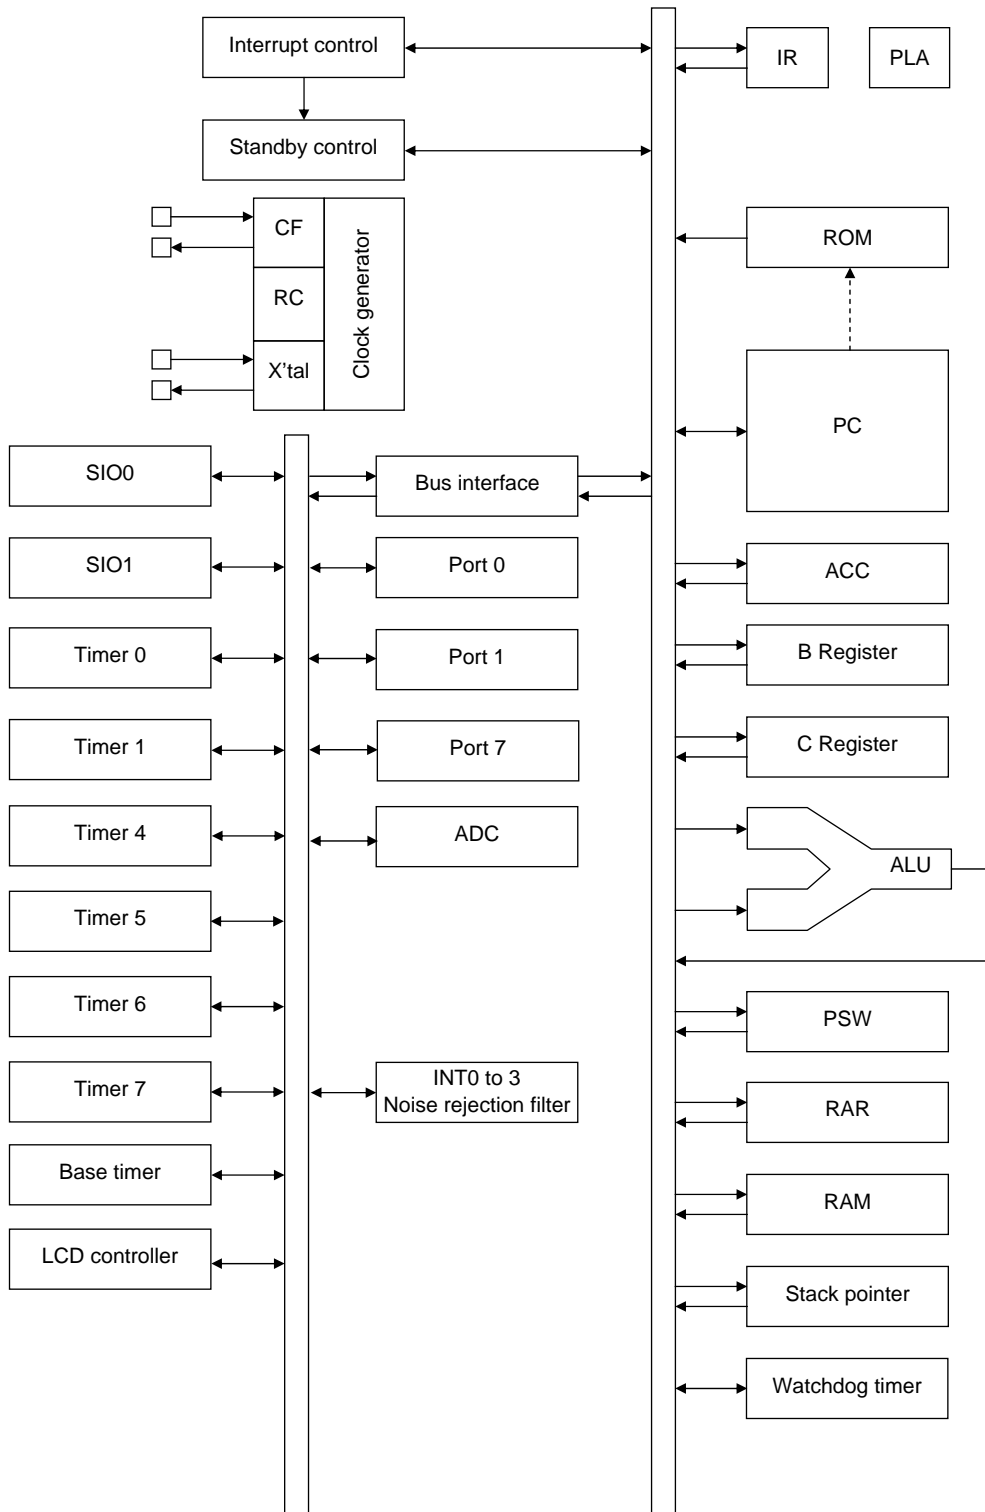 Interrupt control
IR
PLA
Standby control
CF
RC
X'tal
Clock generator
ROM
PC
SIO0
Bus interface
SIO1
Port 0
ACC
Timer 0
Port 1
B Register
Timer 1
Port 7
C Register
Timer 4
ADC
ALU
Timer 5
Timer 6
PSW
Timer 7
INT0 to 3
Noise rejection filter
RAR
Base timer
RAM
LCD controller
Stack pointer
Watchdog timer